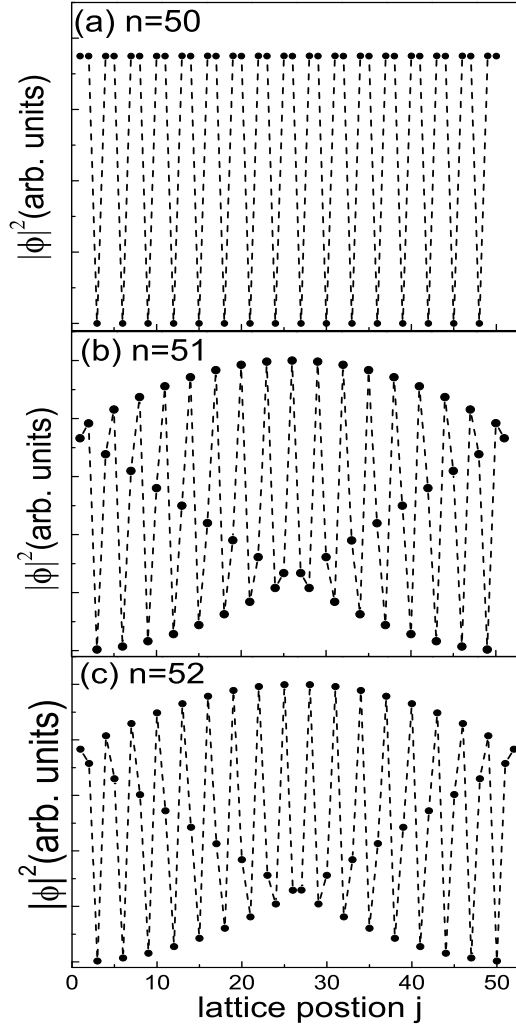 (a) n=50
|ϕ|²(arb. units)
(b) n=51
|ϕ|²(arb. units)
(c) n=52
|ϕ|²(arb. units)
0 10 20 30 40 50
lattice postion j